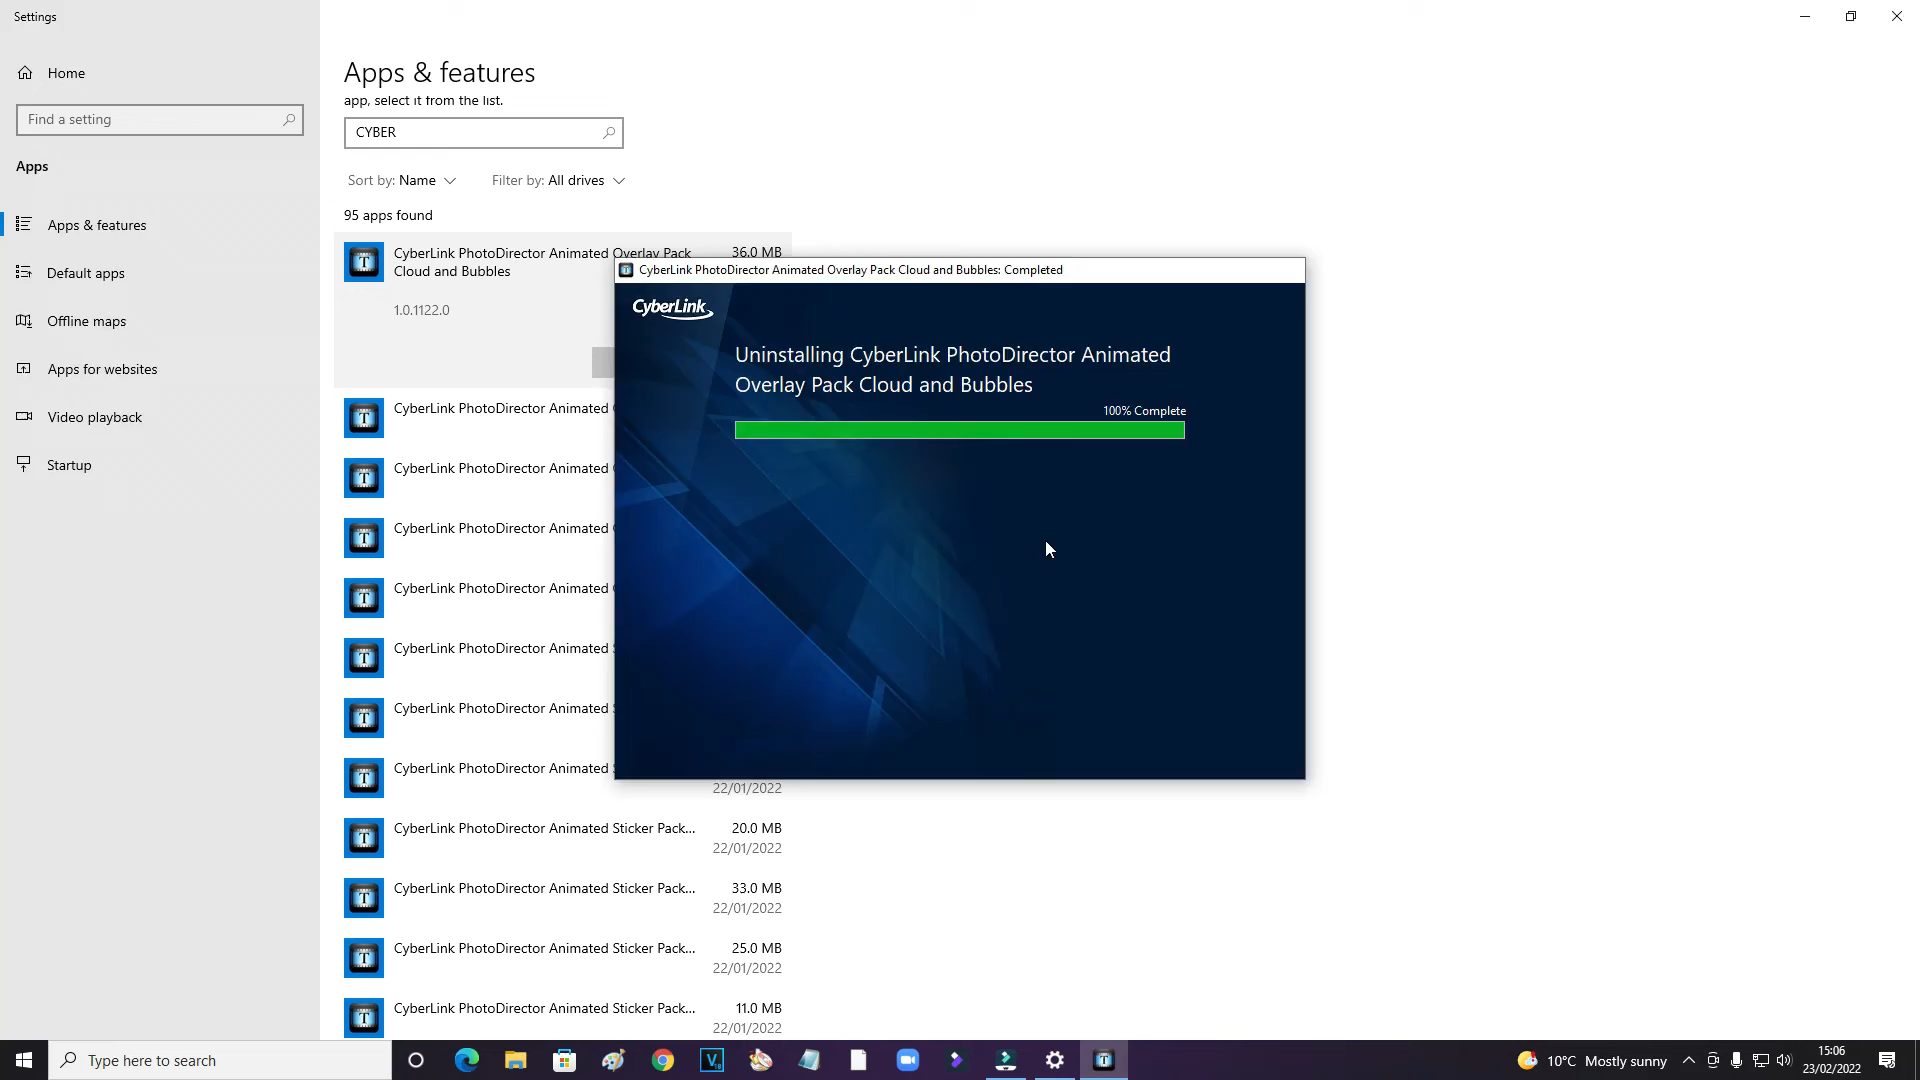 Settings
Home
Find a setting
Apps
Apps & features
Default apps
Offline maps
Apps for websites
Video playback
Startup
Apps & features
app, select it from the list.
CYBER
Sort by: Name
Filter by: All drives
95 apps found
CyberLink PhotoDirector Animated Overlay Pack
Cloud and Bubbles
36.0 MB
1.0.1122.0
CyberLink PhotoDirector Animated
CyberLink PhotoDirector Animated
CyberLink PhotoDirector Animated
CyberLink PhotoDirector Animated
CyberLink PhotoDirector Animated
CyberLink PhotoDirector Animated
CyberLink PhotoDirector Animated
22/01/2022
CyberLink PhotoDirector Animated Sticker Pack...
20.0 MB
22/01/2022
CyberLink PhotoDirector Animated Sticker Pack...
33.0 MB
22/01/2022
CyberLink PhotoDirector Animated Sticker Pack...
25.0 MB
22/01/2022
CyberLink PhotoDirector Animated Sticker Pack...
11.0 MB
22/01/2022
CyberLink PhotoDirector Animated Overlay Pack Cloud and Bubbles: Completed
CyberLink
Uninstalling CyberLink PhotoDirector Animated
Overlay Pack Cloud and Bubbles
100% Complete
Type here to search
10°C Mostly sunny
15:06
23/02/2022